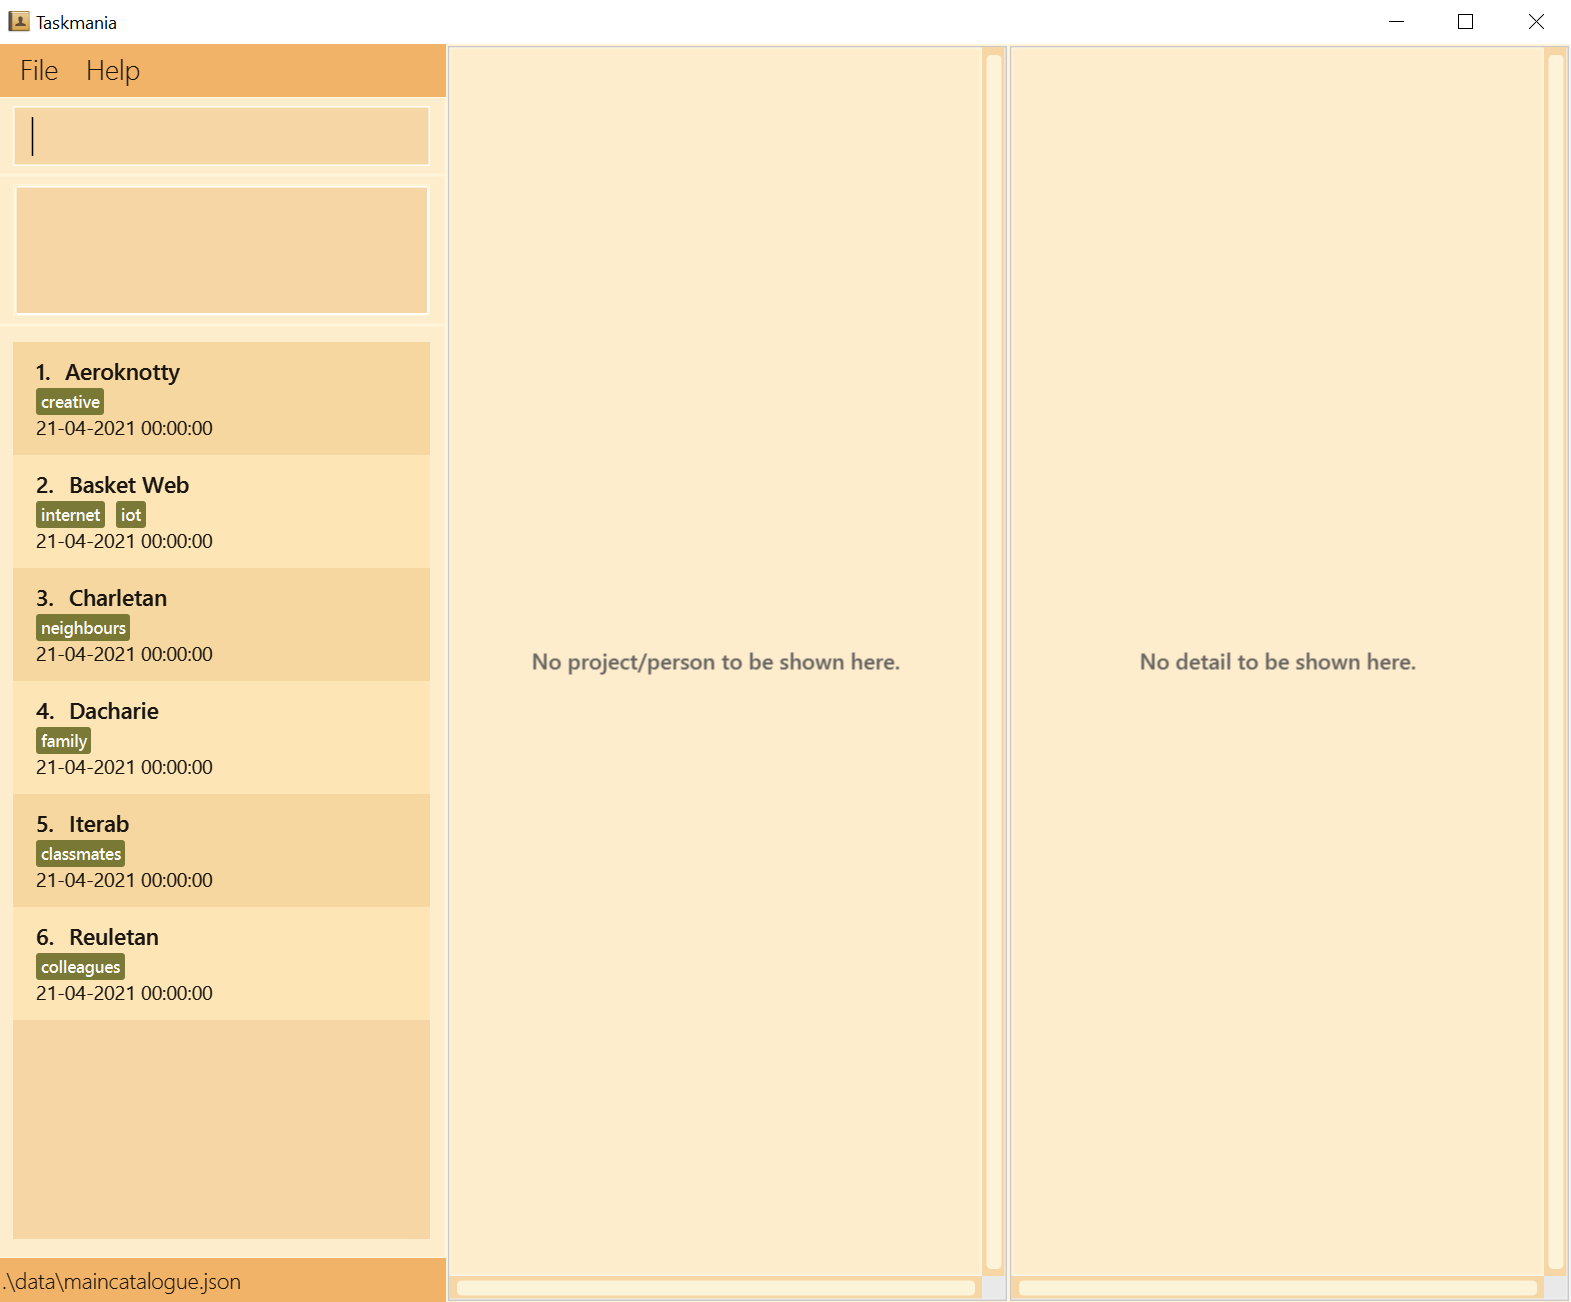 Taskmania
File Help
1. Aeroknotty
creative
21-04-2021 00:00:00
2. Basket Web
internet iot
21-04-2021 00:00:00
3. Charletan
neighbours
21-04-2021 00:00:00
4. Dacharie
family
21-04-2021 00:00:00
5. Iterab
classmates
21-04-2021 00:00:00
6. Reuletan
colleagues
21-04-2021 00:00:00
.\data\maincatalogue.json
No project/person to be shown here.
No detail to be shown here.